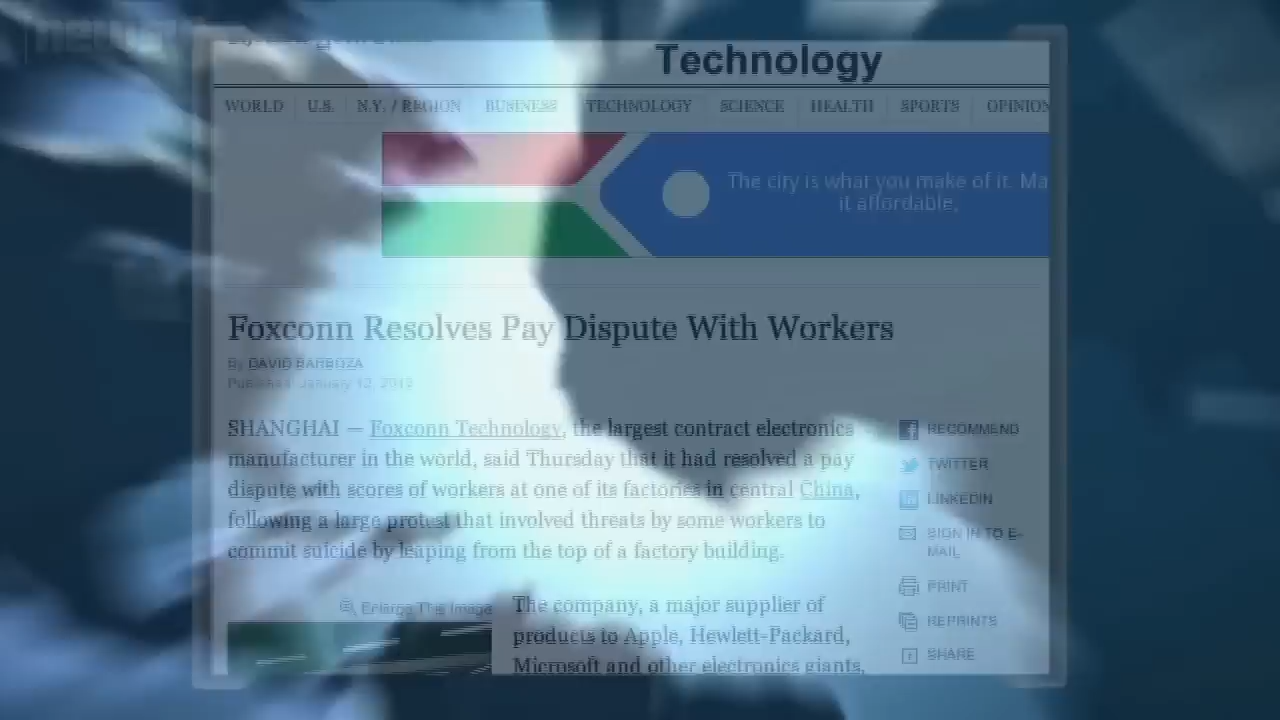 Technology
WORLD U.S. N.Y. / REGION BUSINESS TECHNOLOGY SCIENCE HEALTH SPORTS OPINION
The city is what you make of it. Ma
it affordable.
Foxconn Resolves Pay Dispute With Workers
By DAVID BARBOZA
Published: January 12, 2012
SHANGHAI — Foxconn Technology, the largest contract electronics
manufacturer in the world, said Thursday that it had resolved a pay
dispute with scores of workers at one of its factories in central China,
following a large protest that involved threats by some workers to
commit suicide by leaping from the top of a factory building.
RECOMMEND
TWITTER
LINKEDIN
SIGN IN TO E-
MAIL
PRINT
REPRINTS
SHARE
Enlarge This Image
The company, a major supplier of
products to Apple, Hewlett-Packard,
Microsoft and other electronics giants,